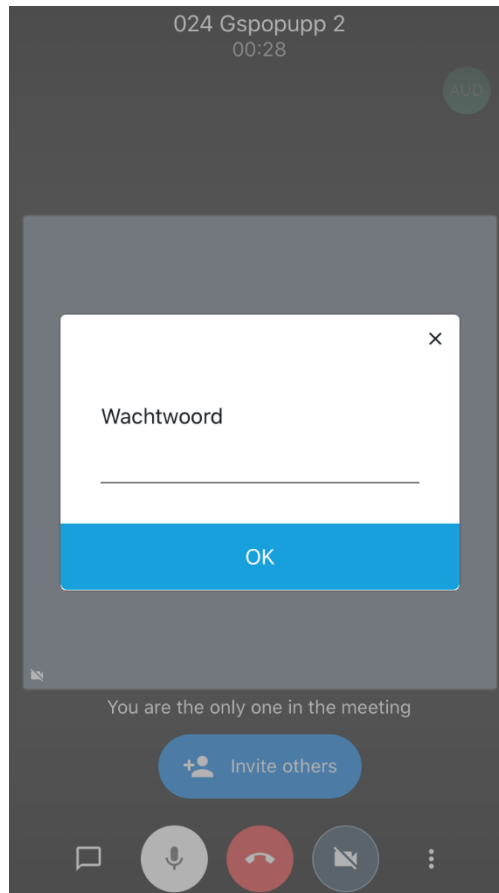 024 Gspopupp 2
00:28
AUD
Wachtwoord
OK
You are the only one in the meeting
Invite others